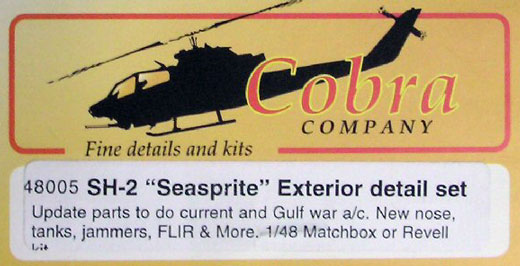 Cobra
COMPANY
Fine details and kits
48005 SH-2 “Seasprite” Exterior detail set
Update parts to do current and Gulf war a/c. New nose,
tanks, jammers, FLIR & More. 1/48 Matchbox or Revell